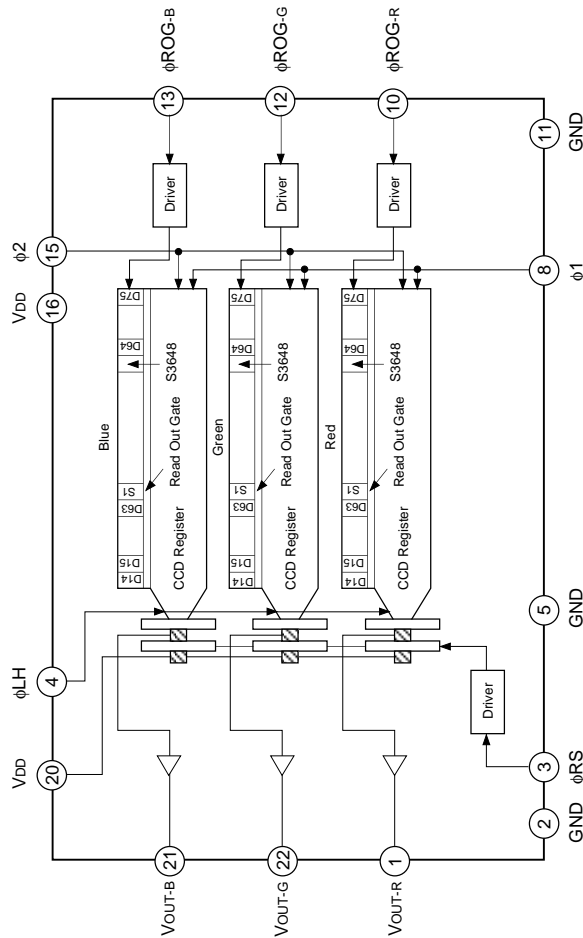 φROG-B
φROG-G
φROG-R
13
12
10
11
GND
Driver
Driver
Driver
φ2
15
VDD
16
8
φ1
D75
D64
S3648
Blue
Read Out Gate
S1
D63
CCD Register
D15
D14
D75
D64
S3648
Green
Read Out Gate
S1
D63
CCD Register
D15
D14
D75
D64
S3648
Red
Read Out Gate
S1
D63
CCD Register
D15
D14
5
GND
φLH
4
VDD
20
Driver
3
φRS
2
GND
21
22
1
VOUT-B
VOUT-G
VOUT-R